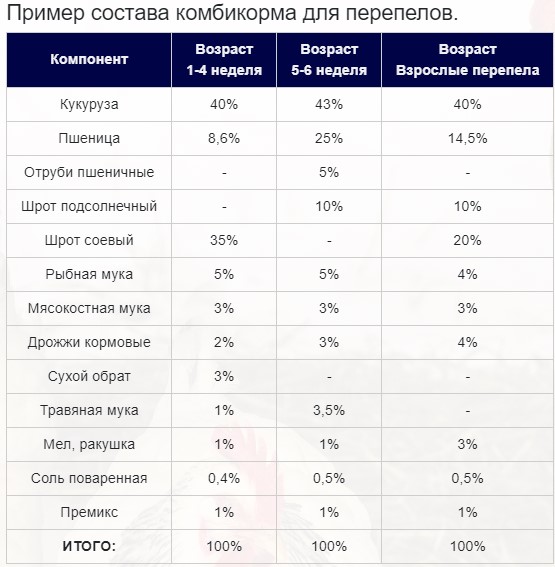 Пример состава комбикорма для перепелов.
Компонент Возраст 1-4 неделя Возраст 5-6 неделя Возраст Взрослые перепела
Кукуруза 40% 43% 40%
Пшеница 8,6% 25% 14,5%
Отруби пшеничные - 5% -
Шрот подсолнечный - 10% 10%
Шрот соевый 35% - 20%
Рыбная мука 5% 5% 4%
Мясокостная мука 3% 3% 3%
Дрожжи кормовые 2% 3% 4%
Сухой обрат 3% - -
Травяная мука 1% 3,5% -
Мел, ракушка 1% 1% 3%
Соль поваренная 0,4% 0,5% 0,5%
Премикс 1% 1% 1%
ИТОГО: 100% 100% 100%